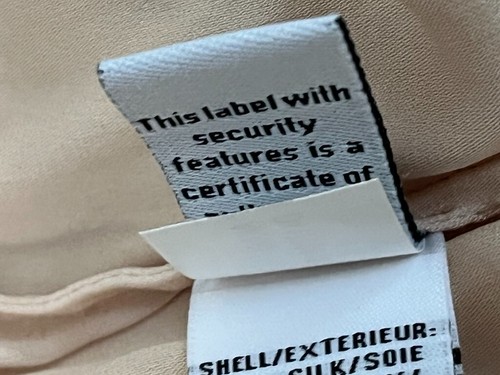 This label with
security
features is a
certificate of
SHELL/EXTERIEUR:
SILK/SOIE